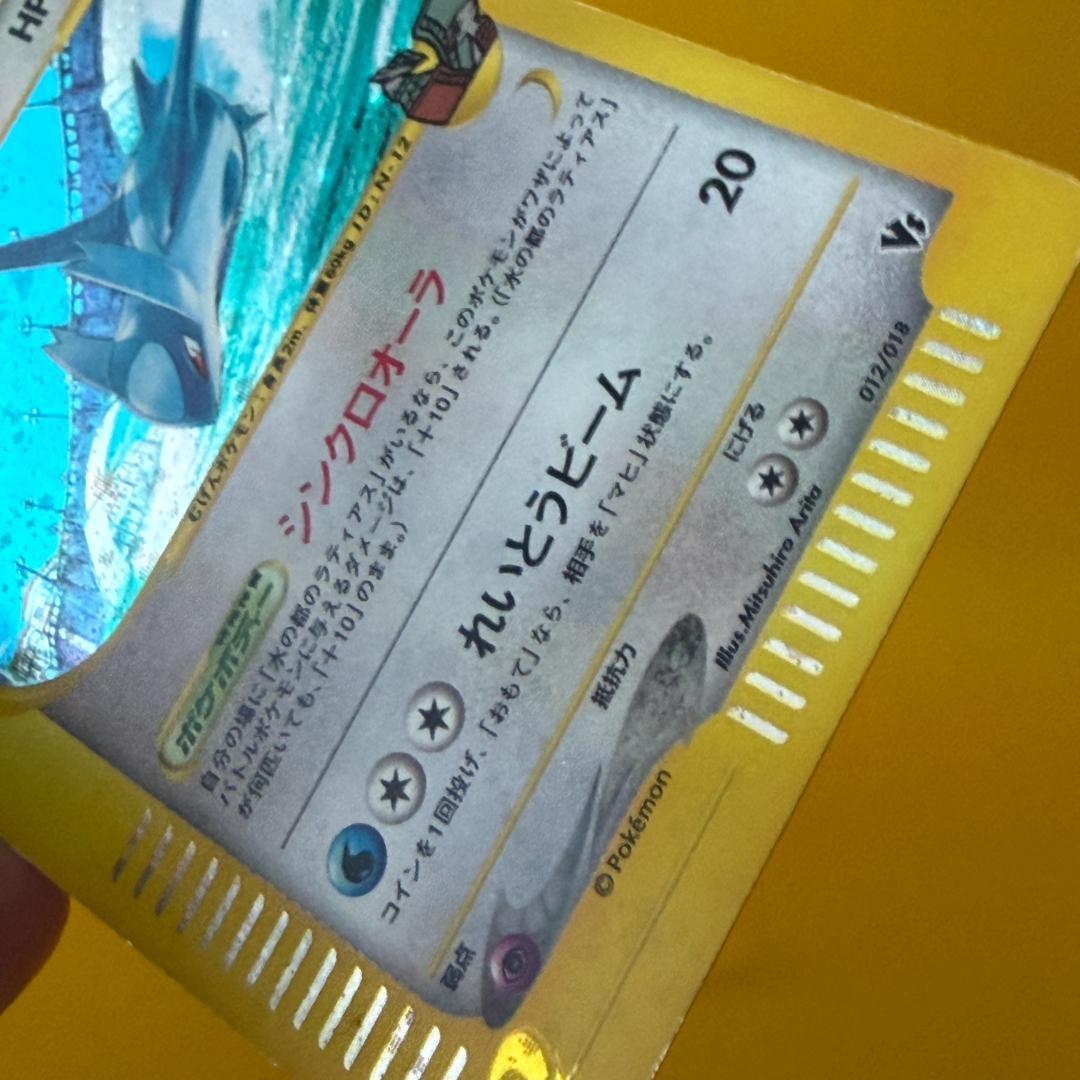 HP
むげんポケモン:身長2m、体重60kg「D」N-12
ポケボディー
シンクロオーラ
自分の場に「水の都のラティアス」がいるなら、このポケモンがワザによって
バトルポケモンに与えるダメージは、「+10」される。(「水の都のラティアス」
が何匹いても、「+10」のまま。)
れいとうビーム
20
コインを1回投げ、「おもて」なら、相手を「マヒ」状態にする。
弱点
抵抗力
にげる
Illus.Mitsuhiro Arita
VS
012/018
©Pokémon